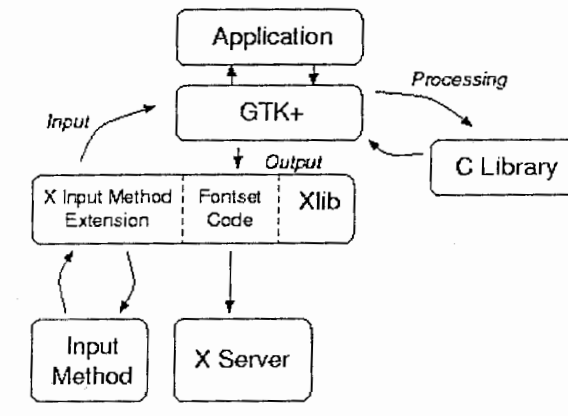 Application
Processing
GTK+
Input
Output
C Library
X Input Method
Extension
Fontset
Code
Xlib
Input
Method
X Server